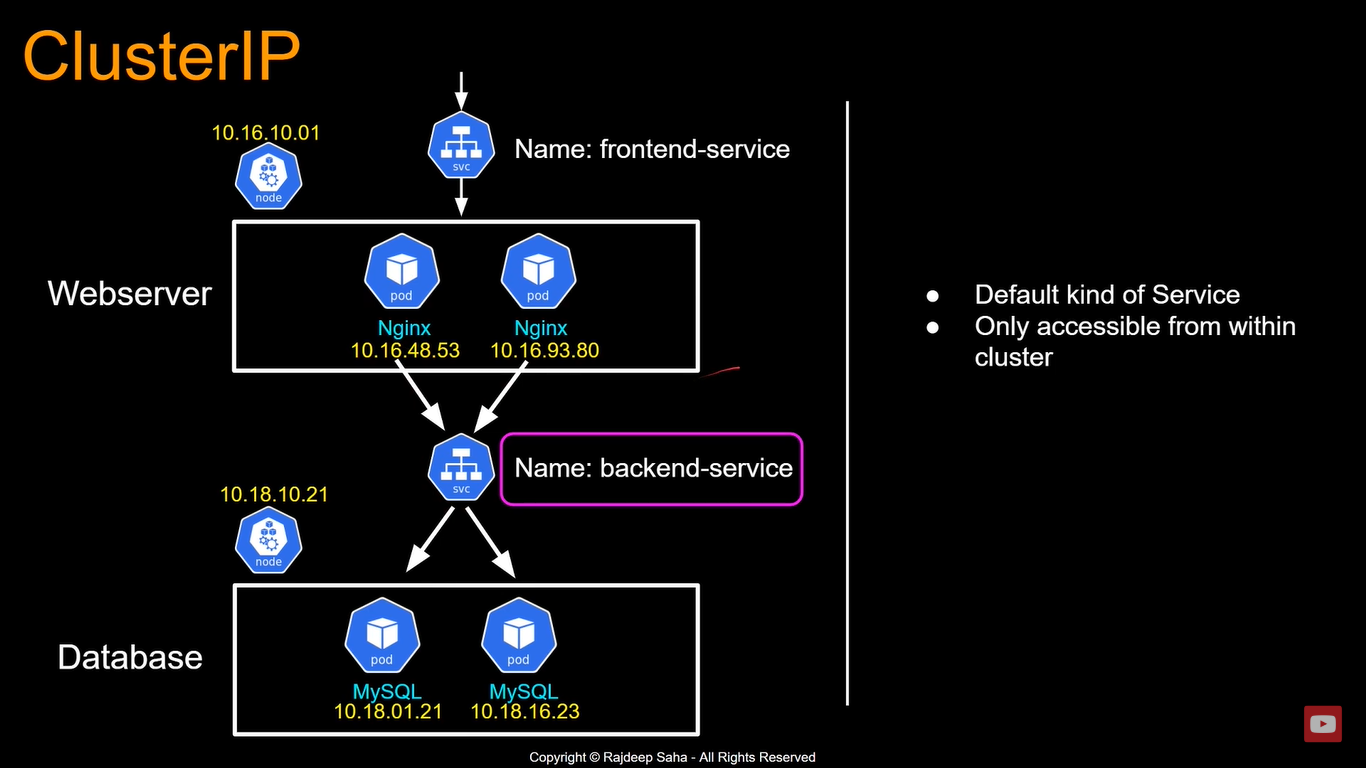 ClusterIP
10.16.10.01
node
svc
Name: frontend-service
Webserver
pod
pod
Nginx
Nginx
10.16.48.53
10.16.93.80
● Default kind of Service
● Only accessible from within
cluster
10.18.10.21
node
svc
Name: backend-service
Database
pod
pod
MySQL
MySQL
10.18.01.21
10.18.16.23
Copyright © Rajdeep Saha - All Rights Reserved